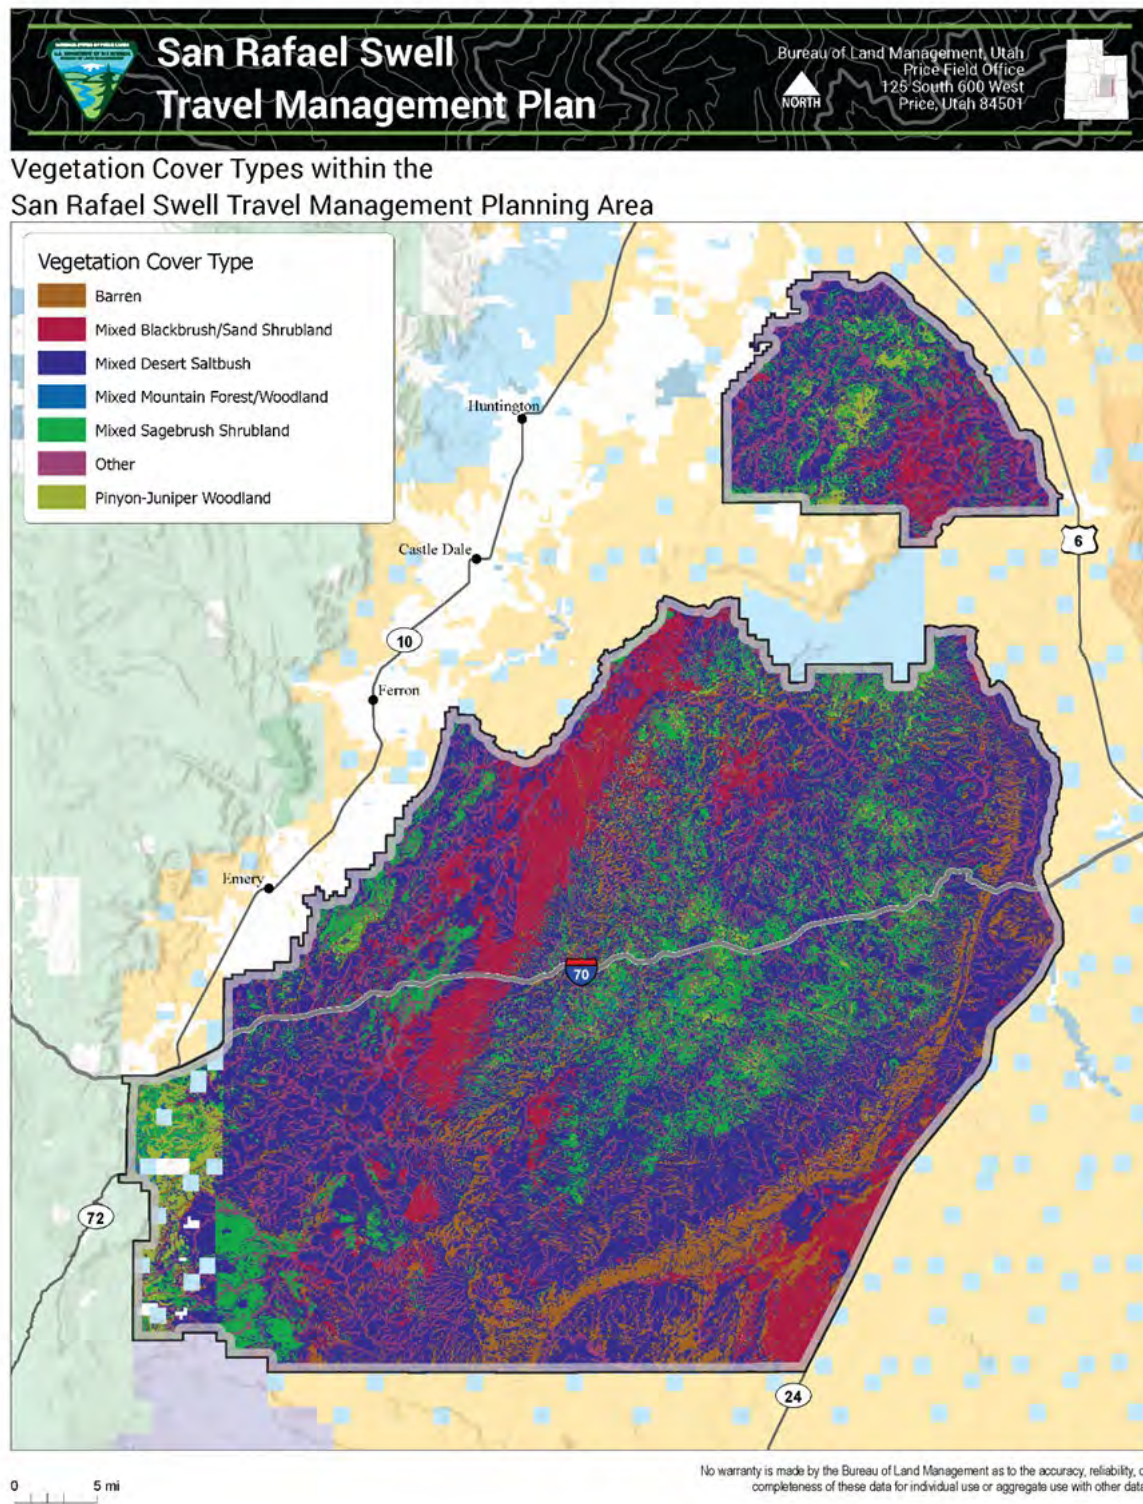 San Rafael Swell
Travel Management Plan
Bureau of Land Management, Utah
Price Field Office
125 South 600 West
Price, Utah 84501
NORTH
Vegetation Cover Types within the
San Rafael Swell Travel Management Planning Area
Vegetation Cover Type
Barren
Mixed Blackbrush/Sand Shrubland
Mixed Desert Saltbush
Mixed Mountain Forest/Woodland
Mixed Sagebrush Shrubland
Other
Pinyon-Juniper Woodland
Huntington
Castle Dale
6
10
Ferron
Emery
70
72
24
0 5 mi
No warranty is made by the Bureau of Land Management as to the accuracy, reliability, o
completeness of these data for individual use or aggregate use with other data